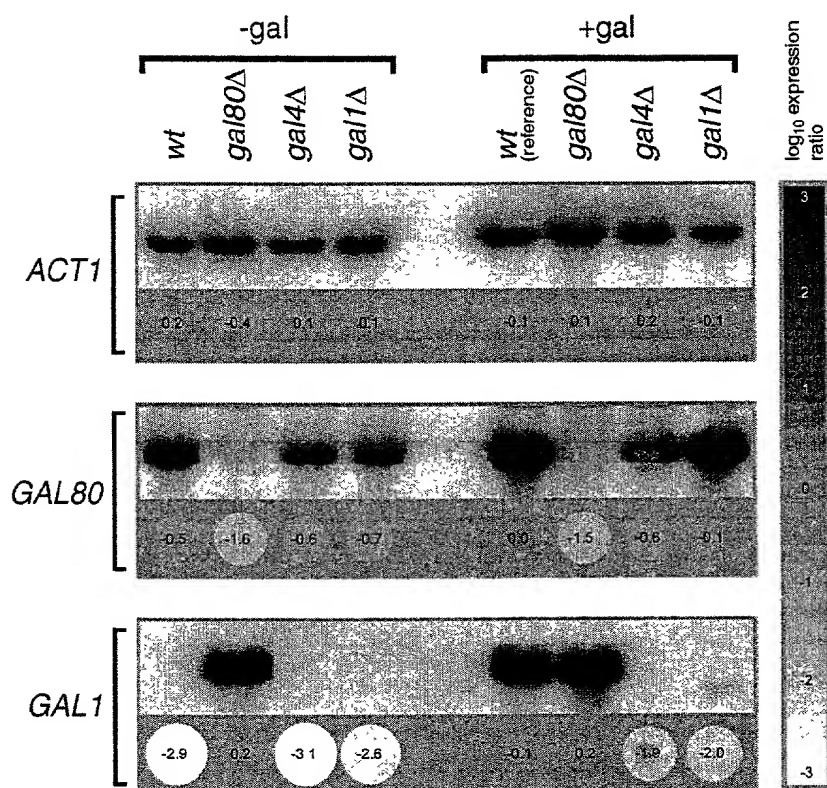 -gal +gal
wt gal80Δ gal4Δ gal1Δ wt (reference) gal80Δ gal4Δ gal1Δ
log10 expression ratio
ACT1
0.2 -0.4 0.1 -0.1 -0.1 0.1 0.2 -0.1
GAL80
-0.5 -1.6 -0.6 -0.7 0.0 -1.5 -0.6 -0.1
GAL1
-2.9 0.2 -3 1 -2.6 -0.1 0.2 -1.9 -2.0
3
2
1
0
-1
-2
-3